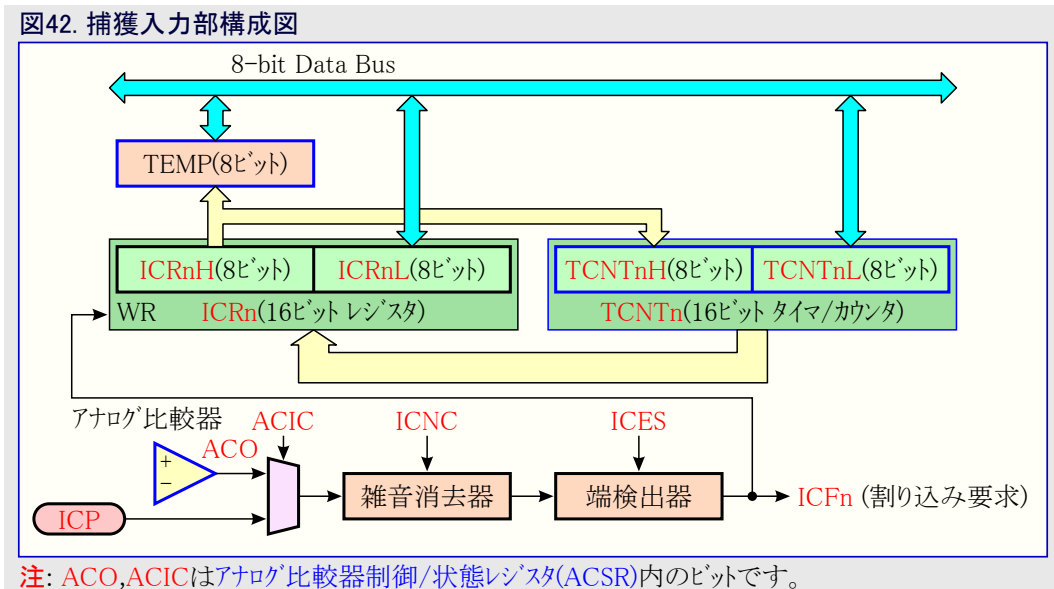 図42. 捕獲入力部構成図
8-bit Data Bus
TEMP(8ﾋﾞｯﾄ)
ICRnH(8ﾋﾞｯﾄ) ICRnL(8ﾋﾞｯﾄ) TCNTnH(8ﾋﾞｯﾄ) TCNTnL(8ﾋﾞｯﾄ)
WR ICRn(16ﾋﾞｯﾄ ﾚｼﾞｽﾀ) TCNTn(16ﾋﾞｯﾄ ﾀｲﾏ/ｶｳﾝﾀ)
ｱﾅﾛｸﾞ比較器 ACIC ICNC ICES
ACO
+
−
雑音消去器 端検出器 ICFn (割り込み要求)
ICP
注: ACO,ACICはｱﾅﾛｸﾞ比較器制御/状態ﾚｼﾞｽﾀ(ACSR)内のﾋﾞｯﾄです。